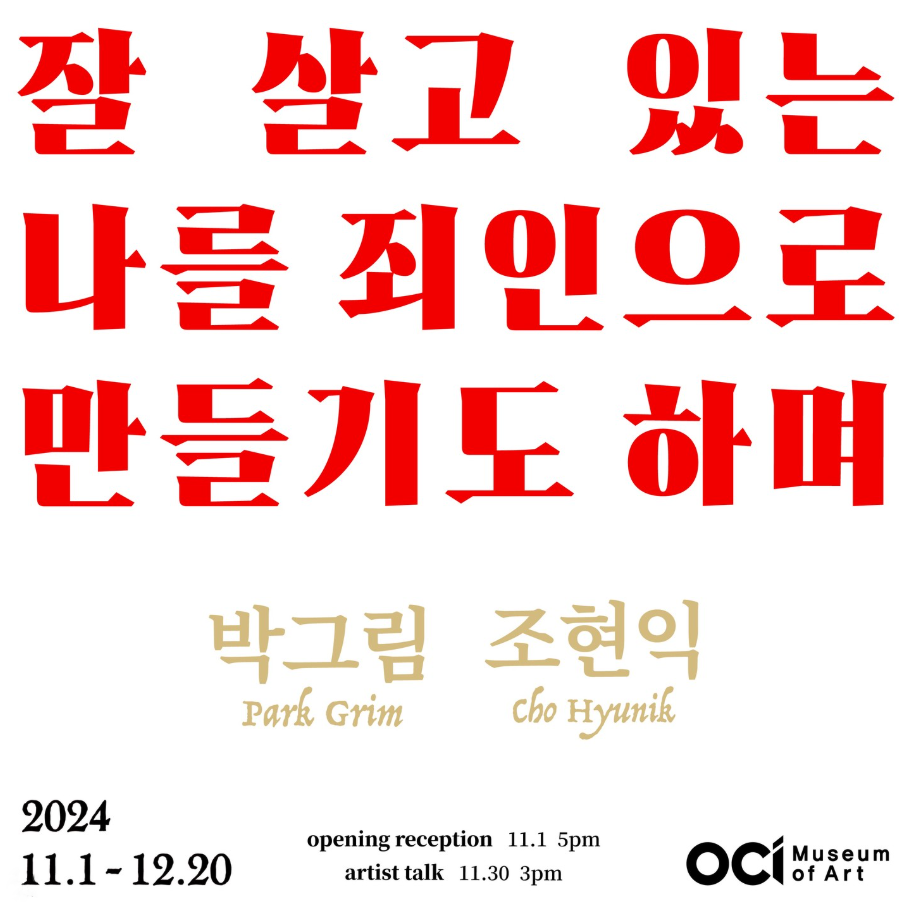 잘 살고 있는
나를 죄인으로
만들기도 하며
박그림 조현익
Park Grim Cho Hyunik
2024
11.1 - 12.20
opening reception 11.1 5pm
artist talk 11.30 3pm
OCI Museum of Art